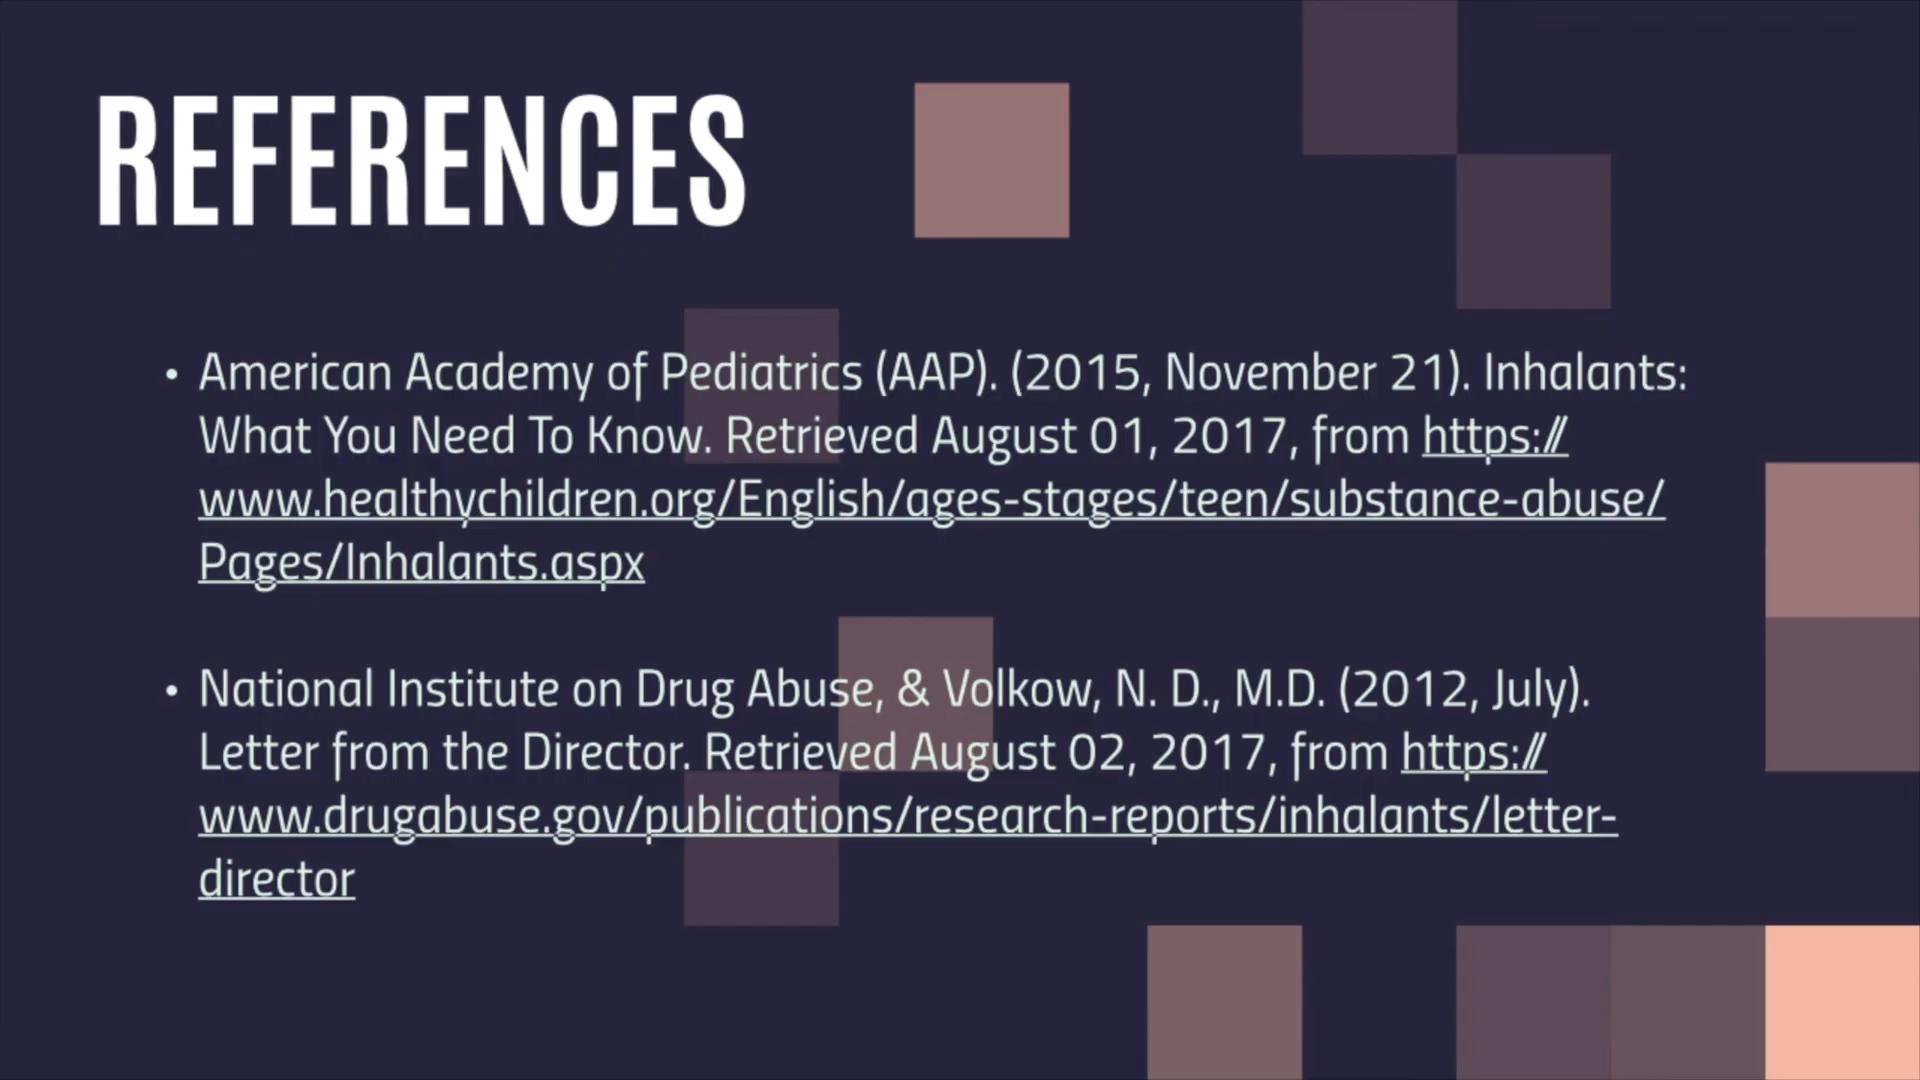 REFERENCES
• American Academy of Pediatrics (AAP). (2015, November 21). Inhalants:
What You Need To Know. Retrieved August 01, 2017, from https://
www.healthychildren.org/English/ages-stages/teen/substance-abuse/
Pages/Inhalants.aspx
• National Institute on Drug Abuse, & Volkow, N. D., M.D. (2012, July).
Letter from the Director. Retrieved August 02, 2017, from https://
www.drugabuse.gov/publications/research-reports/inhalants/letter-
director